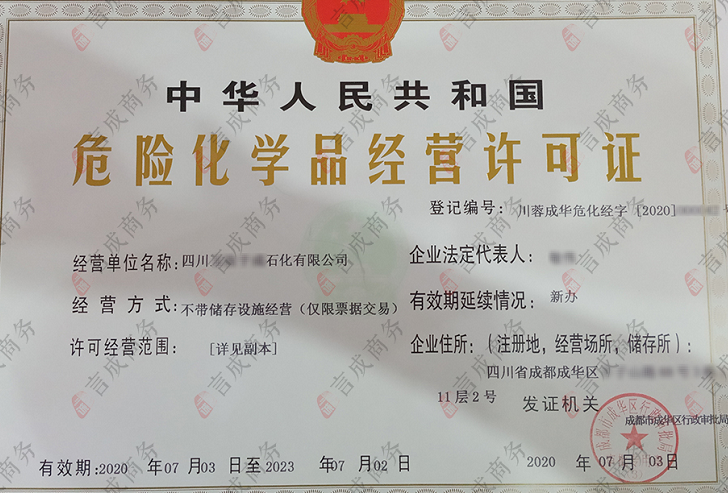 中华人民共和国
危险化学品经营许可证
登记编号：川蓉成华危化经字［2020］
经营单位名称：四川 石化有限公司
企业法定代表人：
经营方式：不带储存设施经营（仅限票据交易）
有效期延续情况：新办
许可经营范围：［详见副本］
企业住所：（注册地，经营场所，储存所）：
四川省成都成华区
11层2号
发证机关
成都市成华区行政审批局
有效期：2020 年07 月03 日至2023 年07 月02 日
2020 年 07 月 03 日
言成商务